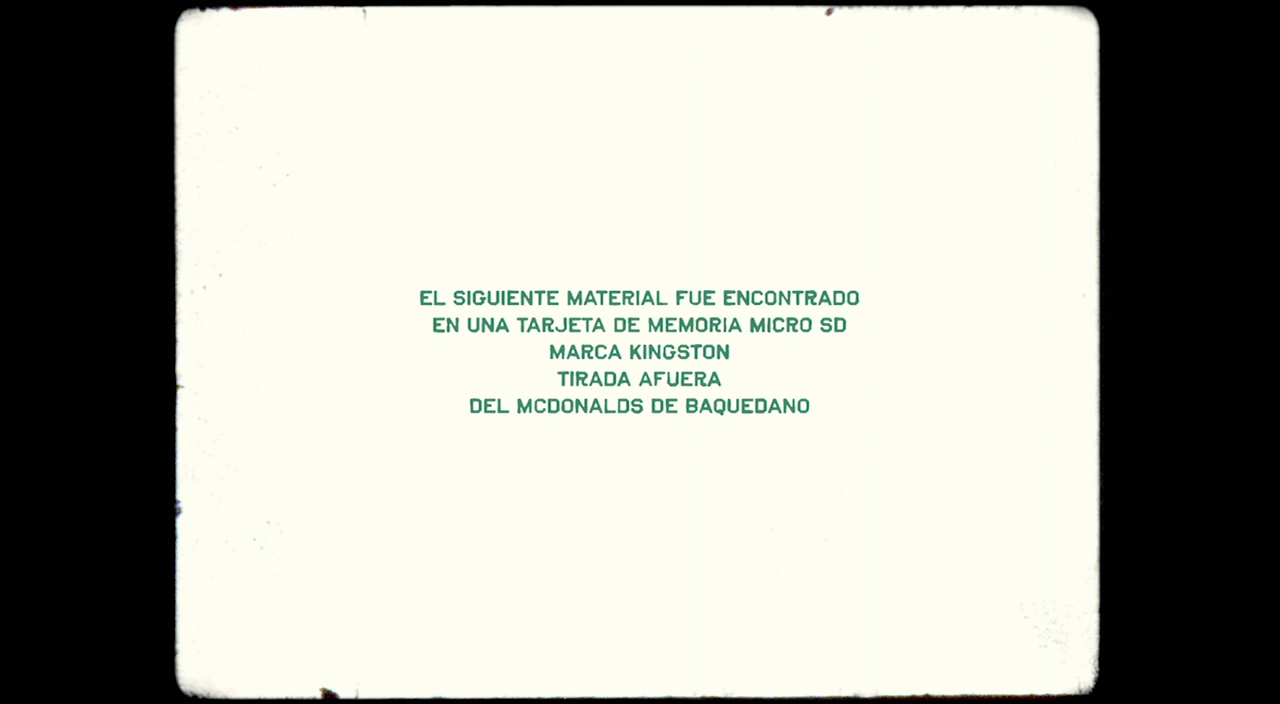 EL SIGUIENTE MATERIAL FUE ENCONTRADO
EN UNA TARJETA DE MEMORIA MICRO SD
MARCA KINGSTON
TIRADA AFUERA
DEL MCDONALDS DE BAQUEDANO